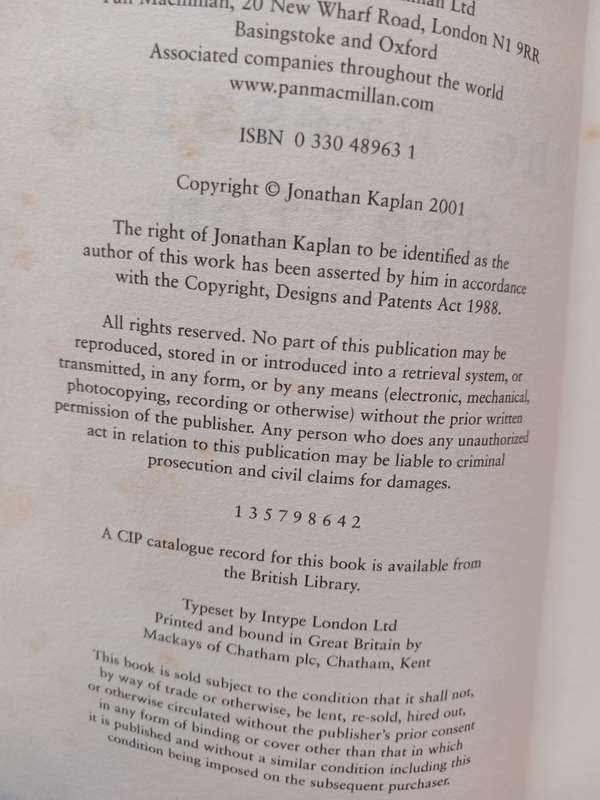 Ltd
Pan Macmillan, 20 New Wharf Road, London N1 9RR
Basingstoke and Oxford
Associated companies throughout the world
www.panmacmillan.com
ISBN 0 330 48963 1
Copyright © Jonathan Kaplan 2001
The right of Jonathan Kaplan to be identified as the
author of this work has been asserted by him in accordance
with the Copyright, Designs and Patents Act 1988.
All rights reserved. No part of this publication may be
reproduced, stored in or introduced into a retrieval system, or
transmitted, in any form, or by any means (electronic, mechanical,
photocopying, recording or otherwise) without the prior written
permission of the publisher. Any person who does any unauthorized
act in relation to this publication may be liable to criminal
prosecution and civil claims for damages.
1 3 5 7 9 8 6 4 2
A CIP catalogue record for this book is available from
the British Library.
Typeset by Intype London Ltd
Printed and bound in Great Britain by
Mackays of Chatham plc, Chatham, Kent
This book is sold subject to the condition that it shall not,
by way of trade or otherwise, be lent, re-sold, hired out,
or otherwise circulated without the publisher's prior consent
in any form of binding or cover other than that in which
it is published and without a similar condition including this
condition being imposed on the subsequent purchaser.